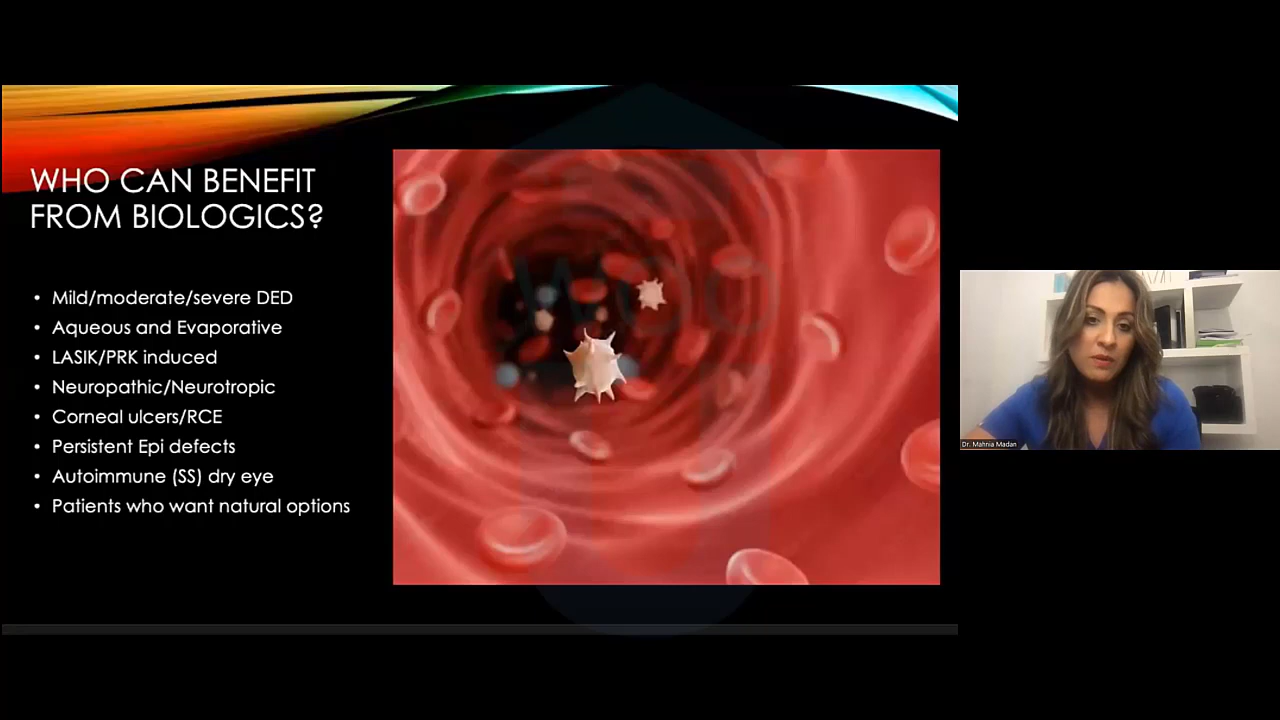 WHO CAN BENEFIT
FROM BIOLOGICS?
• Mild/moderate/severe DED
• Aqueous and Evaporative
• LASIK/PRK induced
• Neuropathic/Neurotropic
• Corneal ulcers/RCE
• Persistent Epi defects
• Autoimmune (SS) dry eye
• Patients who want natural options
WOO
Dr. Mahnia Madan